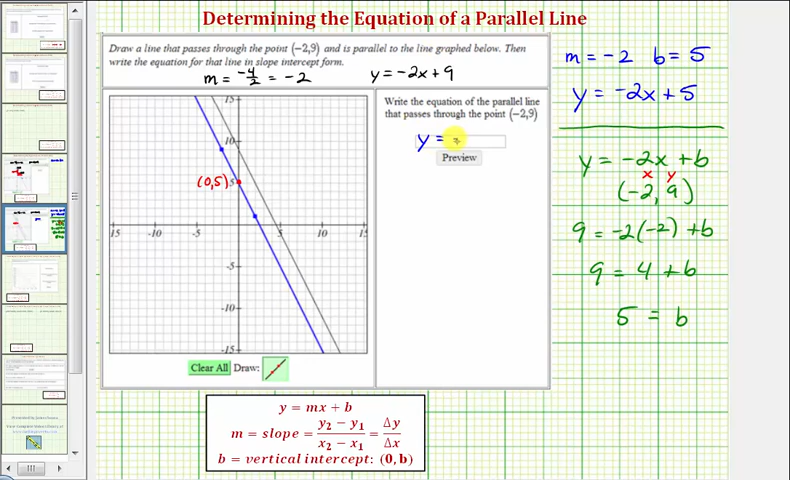 Determining the Equation of a Parallel Line
Draw a line that passes through the point (−2,9) and is parallel to the line graphed below. Then
write the equation for that line in slope intercept form.
m = -4/2 = -2    y = -2x + 9
m = -2   b = 5
y = -2x + 5
Write the equation of the parallel line
that passes through the point (−2,9)
y =
Preview
y = -2x + b
x y
(-2, 9)
9 = -2(-2) + b
9 = 4 + b
5 = b
15
10
5
(0,5)
15 -10 -5 5 10 15
-5
-10
-15
Clear All Draw:
y = mx + b
m = slope = (y₂ − y₁)/(x₂ − x₁) = Δy/Δx
b = vertical intercept: (0, b)